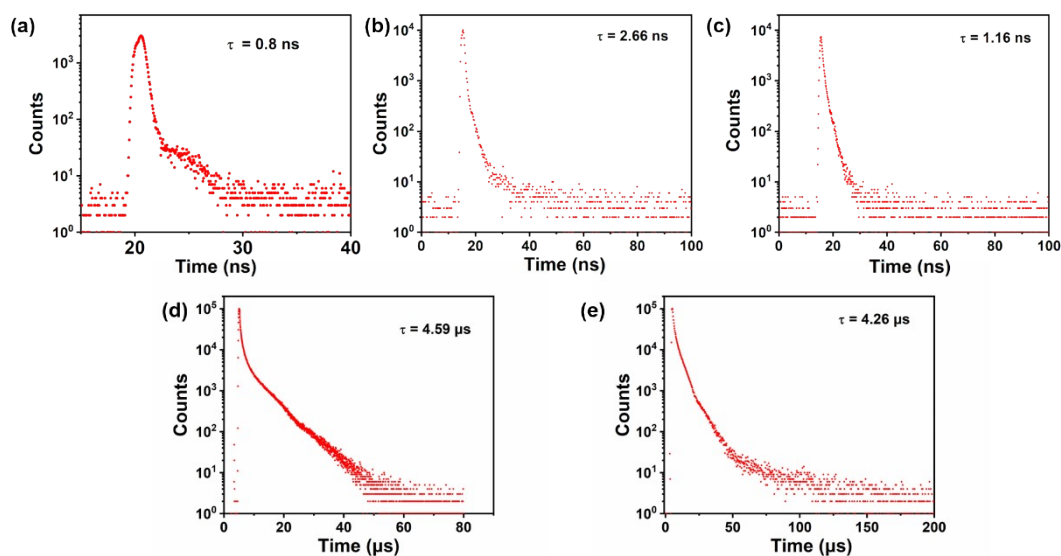 (a)
τ = 0.8 ns
Counts
10³
10²
10¹
10⁰
20
30
40
Time (ns)
(b)
τ = 2.66 ns
Counts
10⁴
10³
10²
10¹
10⁰
0
20
40
60
80
100
Time (ns)
(c)
τ = 1.16 ns
Counts
10⁴
10³
10²
10¹
10⁰
0
20
40
60
80
100
Time (ns)
(d)
τ = 4.59 µs
Counts
10⁵
10⁴
10³
10²
10¹
10⁰
0
20
40
60
80
Time (µs)
(e)
τ = 4.26 µs
Counts
10⁵
10⁴
10³
10²
10¹
10⁰
0
50
100
150
200
Time (µs)